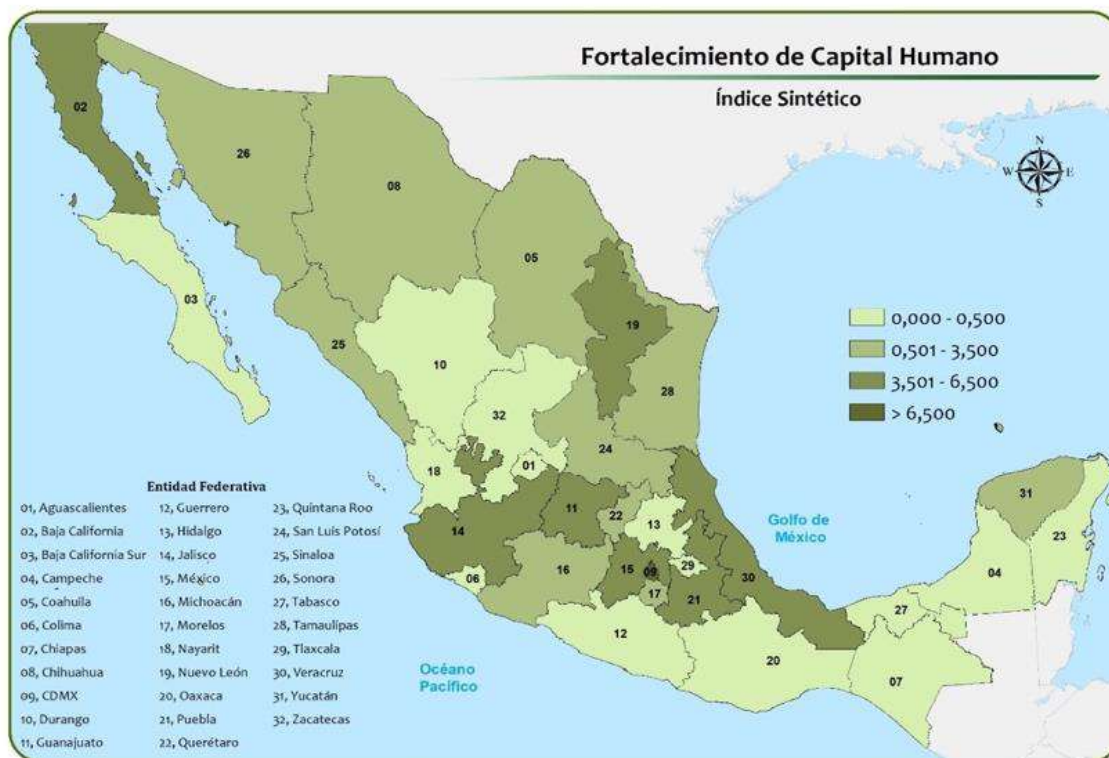 Fortalecimiento de Capital Humano
Índice Sintético
N
W E
S
02
26
08
05
03
19
25
10
28
32
24
18
01
0,000 - 0,500
0,501 - 3,500
3,501 - 6,500
> 6,500
14
11
22
13
31
23
06
16
15
09
29
17
21
30
04
27
12
20
07
Golfo de
México
Océano
Pacífico
Entidad Federativa
01, Aguascalientes
02, Baja California
03, Baja California Sur
04, Campeche
05, Coahuila
06, Colima
07, Chiapas
08, Chihuahua
09, CDMX
10, Durango
11, Guanajuato
12, Guerrero
13, Hidalgo
14, Jalisco
15, México
16, Michoacán
17, Morelos
18, Nayarit
19, Nuevo León
20, Oaxaca
21, Puebla
22, Querétaro
23, Quintana Roo
24, San Luis Potosí
25, Sinaloa
26, Sonora
27, Tabasco
28, Tamaulipas
29, Tlaxcala
30, Veracruz
31, Yucatán
32, Zacatecas